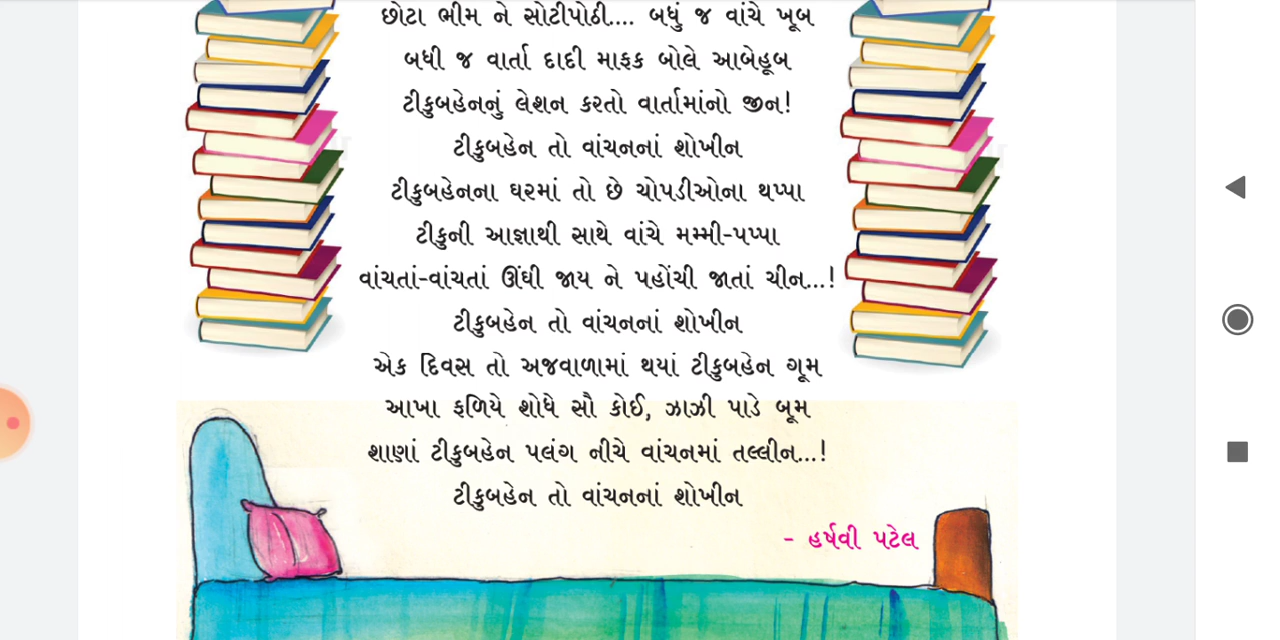 છોટા ભીમ ને સોટીપોઠી.... બધું જ વાંચે ખૂબ
બધી જ વાર્તા દાદી માફક બોલે આબેહૂબ
ટીકુબહેનનું લેશન કરતો વાર્તામાંનો જીન!
ટીકુબહેન તો વાંચનનાં શોખીન
ટીકુબહેનના ઘરમાં તો છે ચોપડીઓના થપ્પા
ટીકુની આજ્ઞાથી સાથે વાંચે મમ્મી-પપ્પા
વાંચતાં-વાંચતાં ઊંઘી જાય ને પહોંચી જાતાં ચીન...!
ટીકુબહેન તો વાંચનનાં શોખીન
એક દિવસ તો અજવાળામાં થયાં ટીકુબહેન ગૂમ
આખા ફળિયે શોધે સૌ કોઈ, ઝાઝી પાડે બૂમ
શાણાં ટીકુબહેન પલંગ નીચે વાંચનમાં તલ્લીન...!
ટીકુબહેન તો વાંચનનાં શોખીન
- હર્ષવી પટેલ